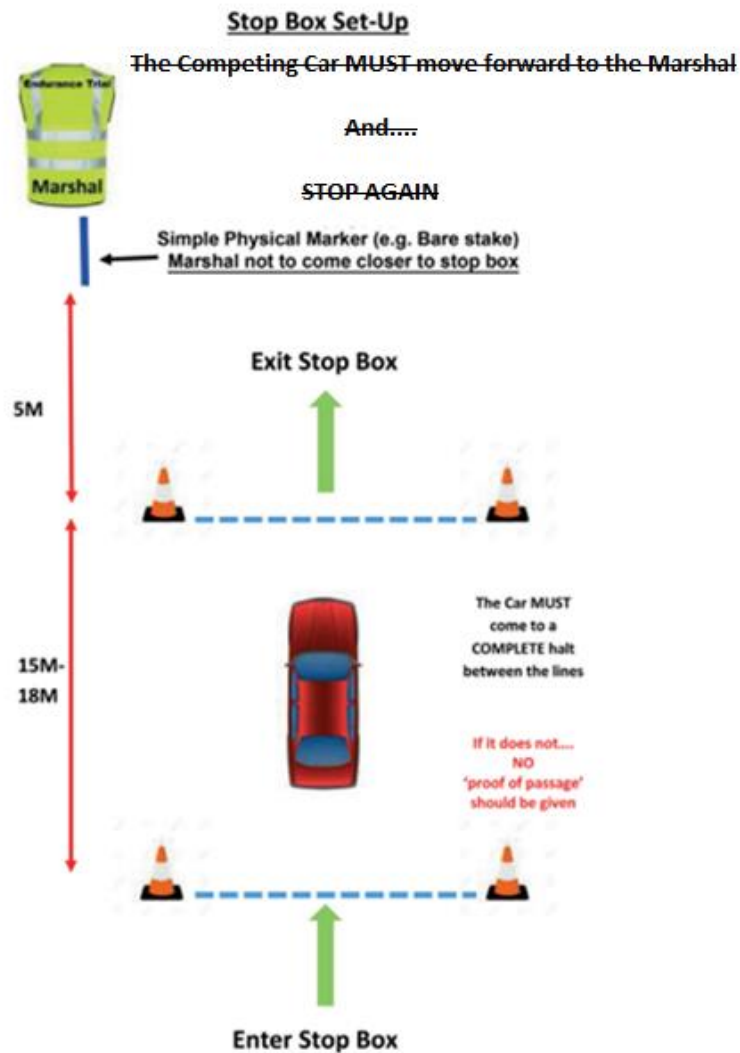 Stop Box Set-Up
The Competing Car MUST move forward to the Marshal
And....
STOP AGAIN
Endurance Trial
Marshal
Simple Physical Marker (e.g. Bare stake)
Marshal not to come closer to stop box
Exit Stop Box
5M
The Car MUST
come to a
COMPLETE halt
between the lines
15M-
18M
If it does not....
NO
'proof of passage'
should be given
Enter Stop Box